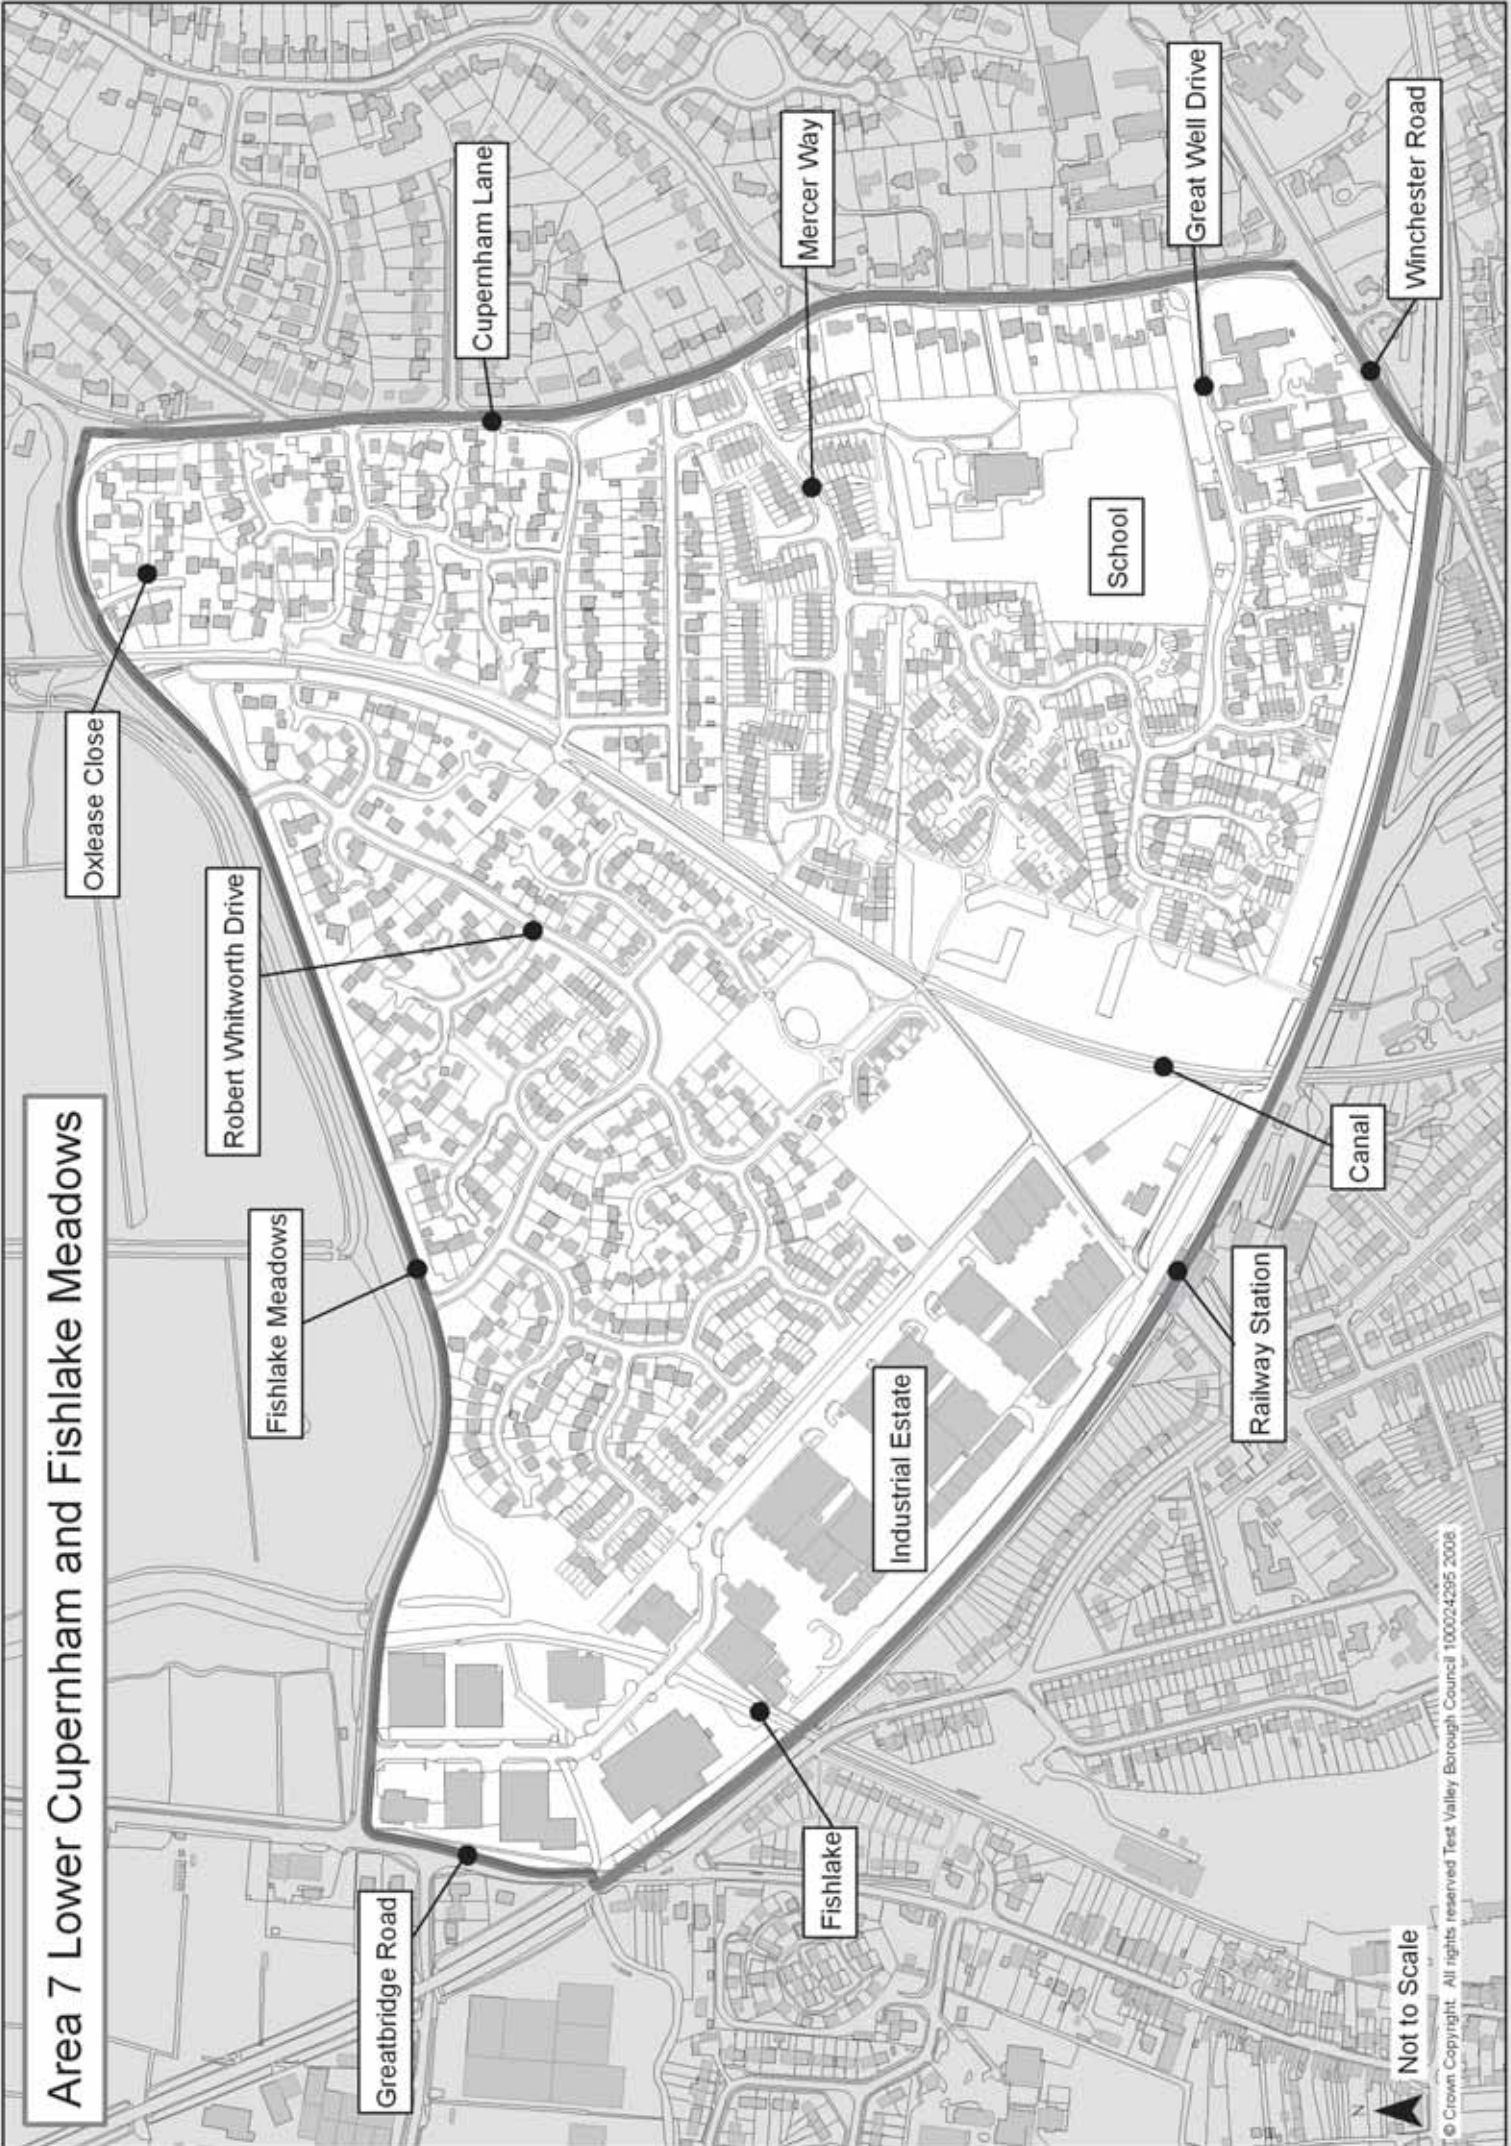 Area 7 Lower Cupernham and Fishlake Meadows
Oxlease Close
Cupernham Lane
Robert Whitworth Drive
Fishlake Meadows
Mercer Way
Great Well Drive
School
Winchester Road
Greatbridge Road
Industrial Estate
Fishlake
Railway Station
Canal
N
Not to Scale
© Crown Copyright. All rights reserved Test Valley Borough Council 100024295 2008